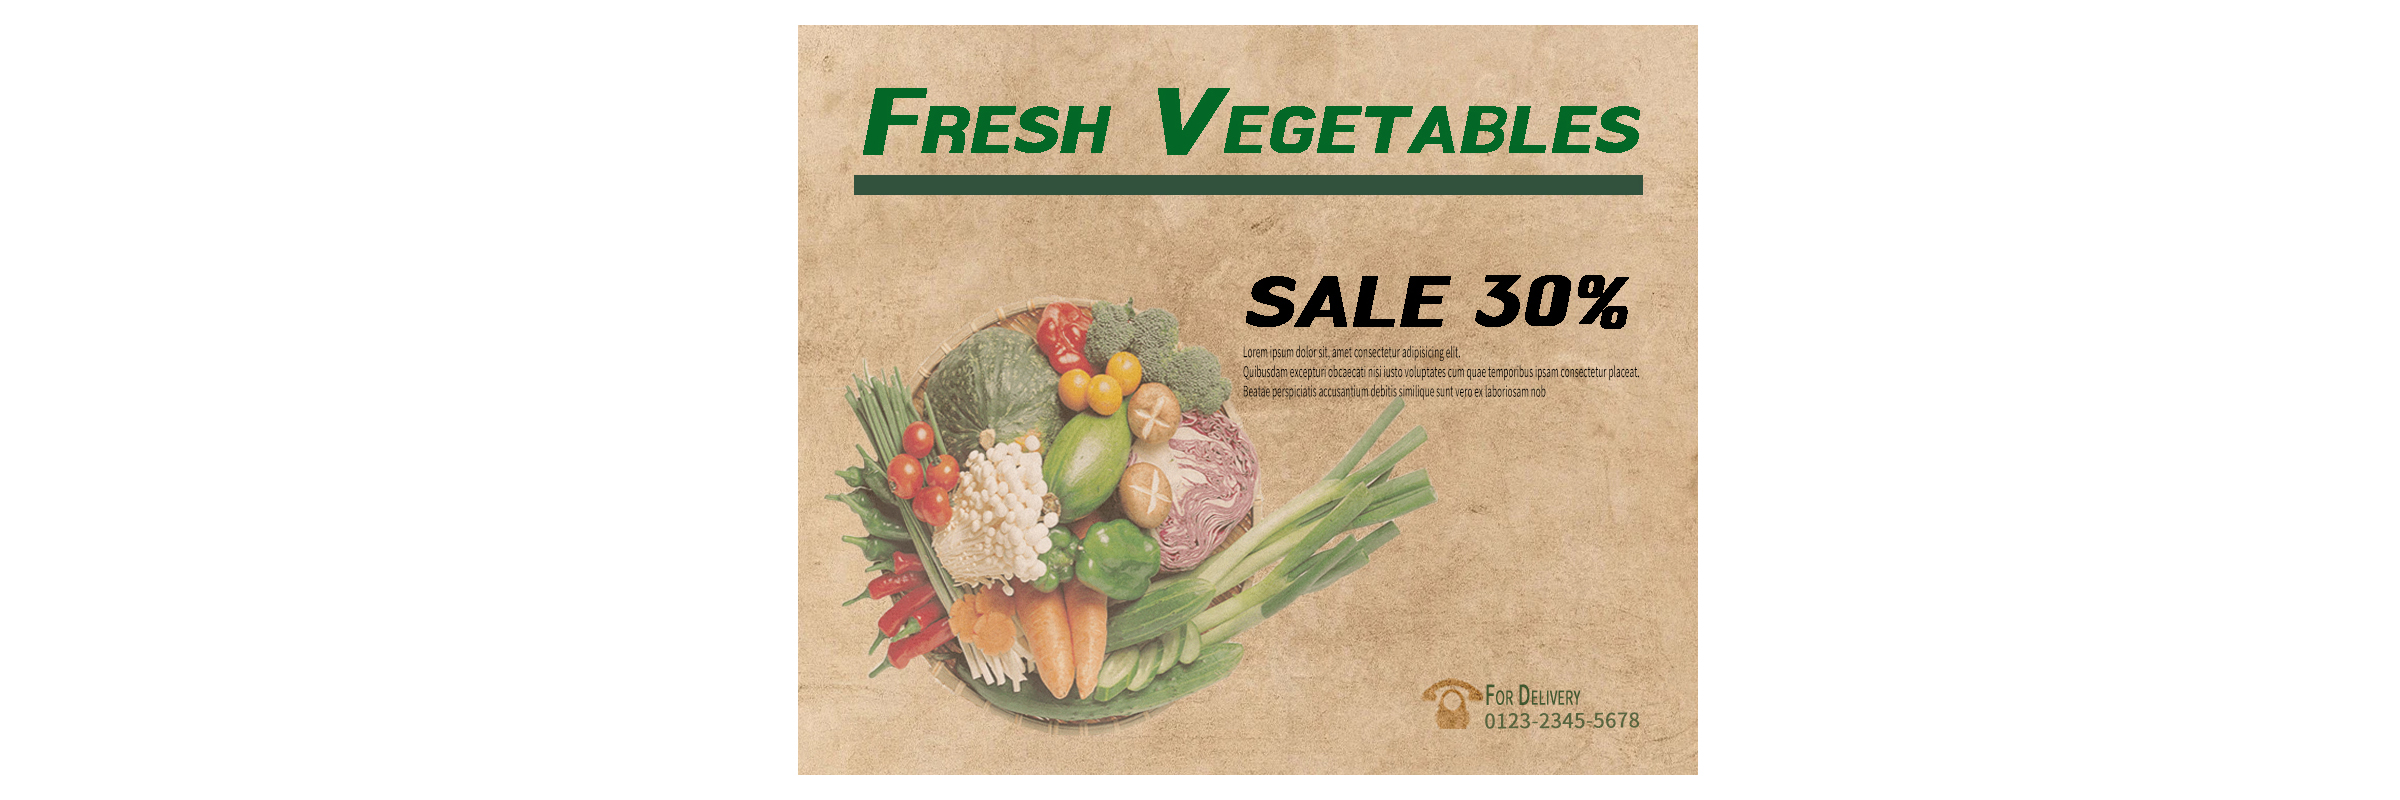 FRESH VEGETABLES
SALE 30%
Lorem ipsum dolor sit, amet consectetur adipisicing elit.
Quibusdam excepturi obcaecati nisi iusto voluptates cum quae temporibus ipsam consectetur placeat.
Beatae perspiciatis accusantium debitis similique sunt vero ex laboriosam nob
FOR DELIVERY
0123-2345-5678